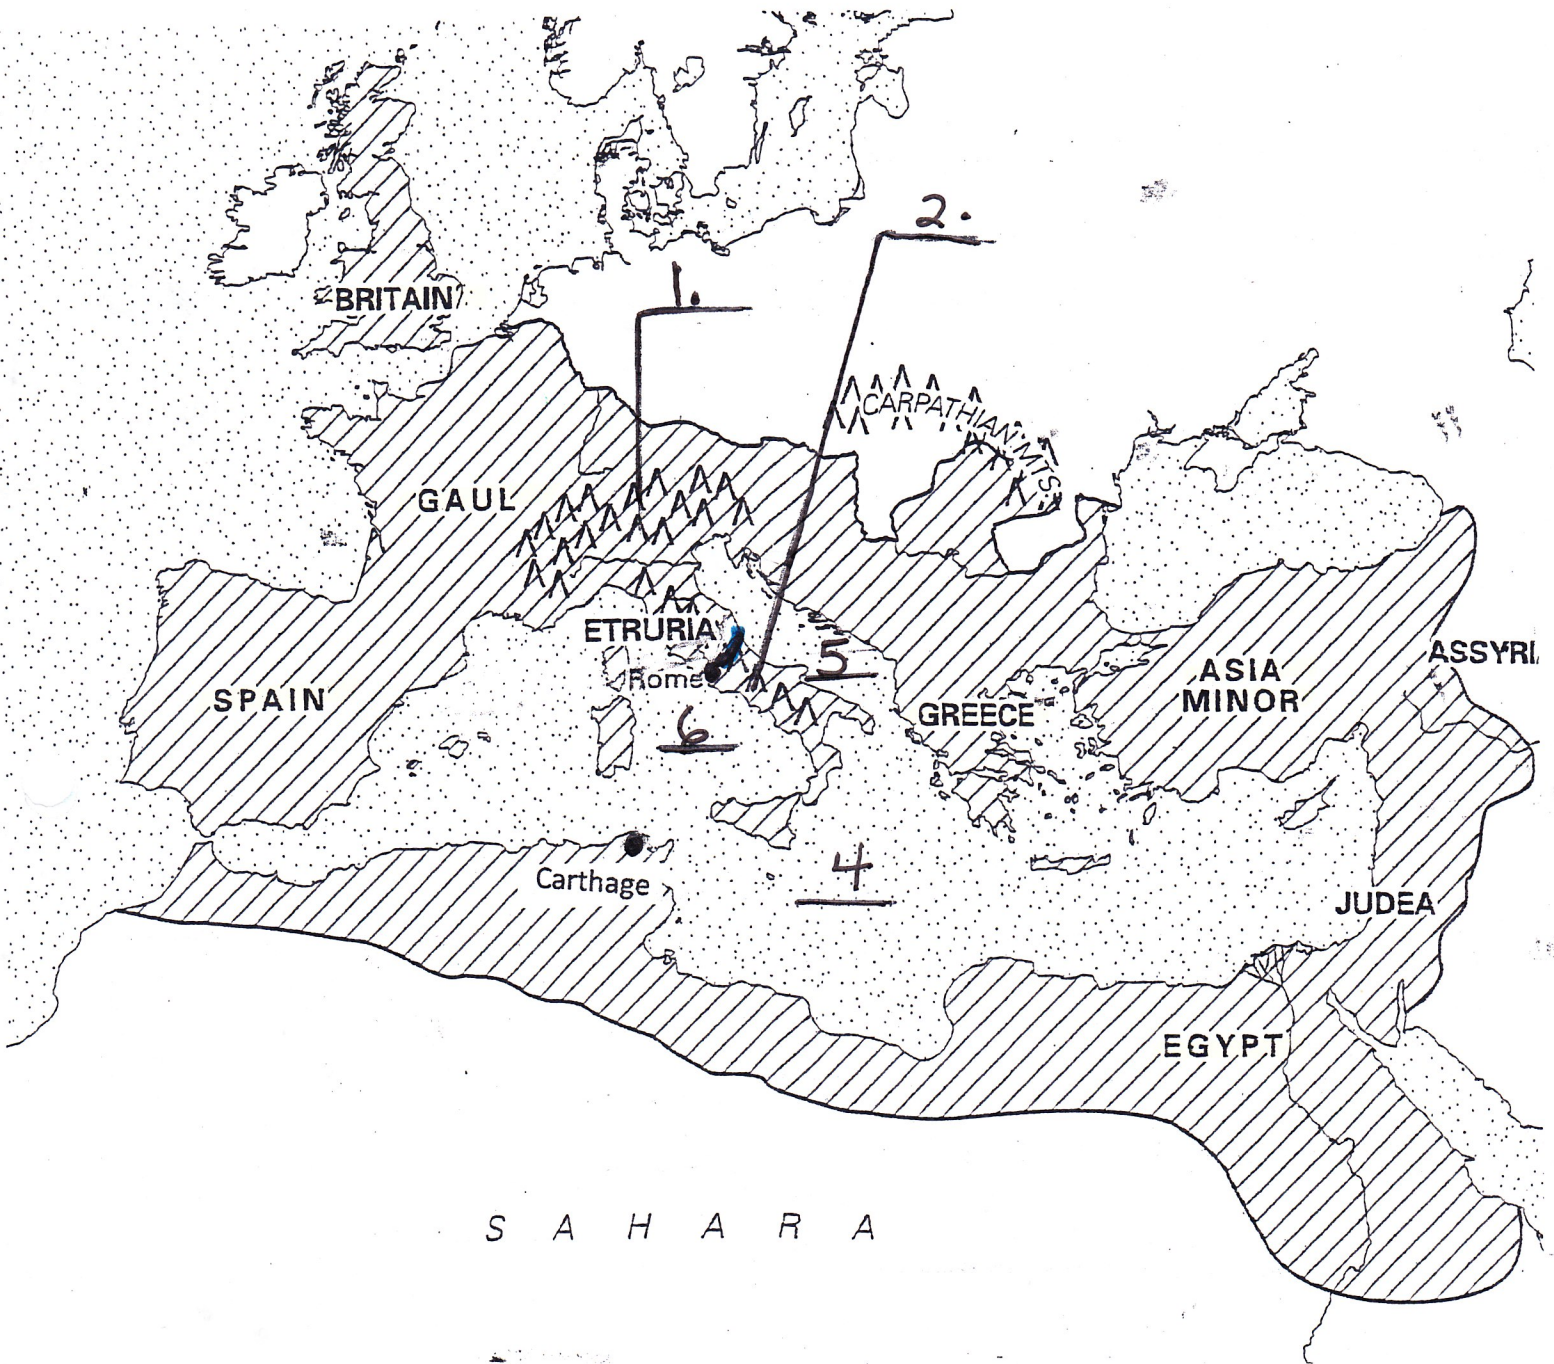 2.
1.
BRITAIN
CARPATHIAN MTS.
GAUL
ETRURIA
5
ASSYRI
Rome
ASIA
MINOR
SPAIN
GREECE
6
4
Carthage
JUDEA
EGYPT
SAHARA